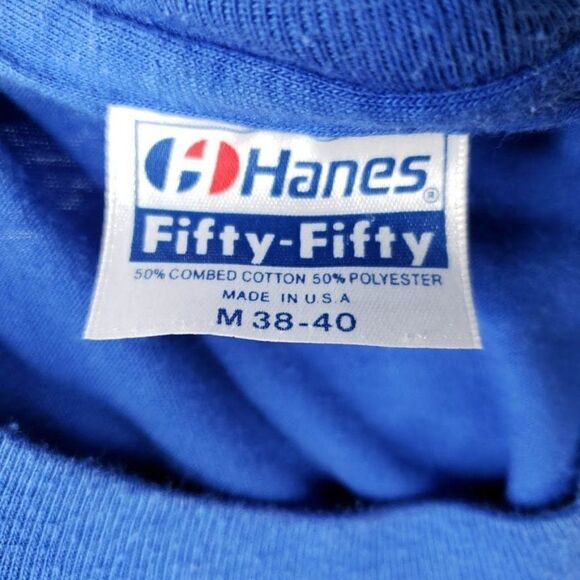 Hanes®
Fifty-Fifty
50% COMBED COTTON 50% POLYESTER
MADE IN U.S.A
M 38-40